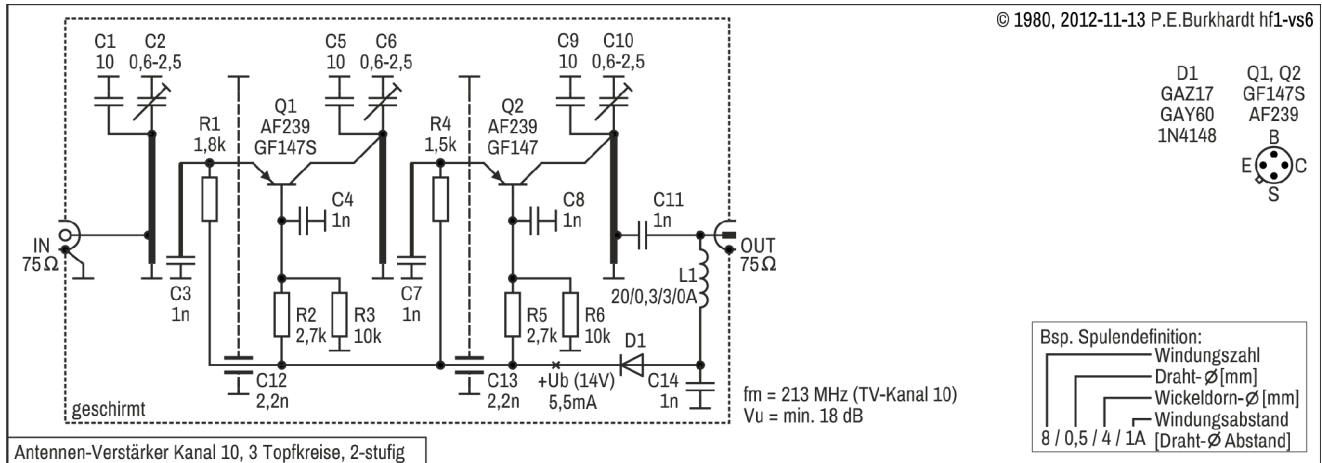 © 1980, 2012-11-13 P.E.Burkhardt hf1-vs6
C1
10
C2
0,6-2,5
C5
10
C6
0,6-2,5
C9
10
C10
0,6-2,5
D1
GAZ17
GAY60
1N4148
Q1, Q2
GF147S
AF239
B
E
C
S
R1
1,8k
Q1
AF239
GF147S
R4
1,5k
Q2
AF239
GF147
C4
1n
C8
1n
C11
1n
IN
75Ω
OUT
75Ω
C3
1n
C7
1n
L1
20/0,3/3/0A
R2
2,7k
R3
10k
R5
2,7k
R6
10k
D1
C12
2,2n
C13
2,2n
+Ub (14V)
5,5mA
C14
1n
geschirmt
fm = 213 MHz (TV-Kanal 10)
Vu = min. 18 dB
Bsp. Spulendefinition:
Windungszahl
Draht-Ø[mm]
Wickeldorn-Ø[mm]
Windungsabstand
8 / 0,5 / 4 / 1A [Draht-Ø Abstand]
Antennen-Verstärker Kanal 10, 3 Topfkreise, 2-stufig